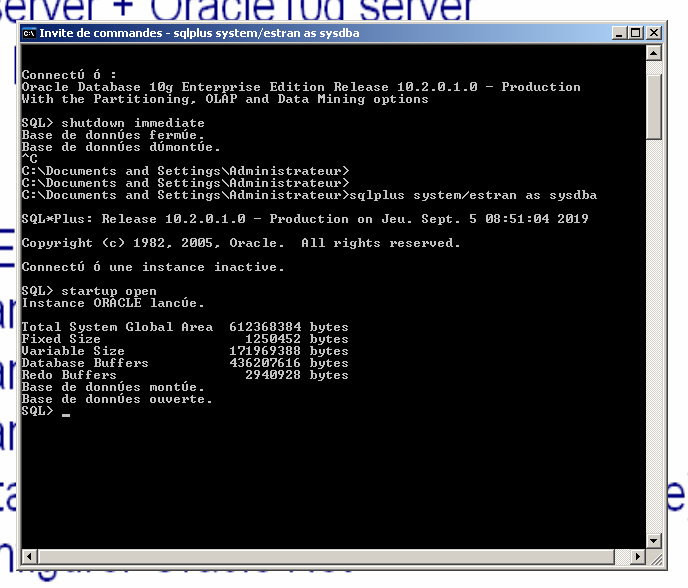 server + Oracle10g server
Invite de commandes - sqlplus system/estran as sysdba
Connectú ó :
Oracle Database 10g Enterprise Edition Release 10.2.0.1.0 - Production
With the Partitioning, OLAP and Data Mining options
SQL> shutdown immediate
Base de donnúes fermúe.
Base de donnúes dúmontúe.
^C
C:\Documents and Settings\Administrateur>
C:\Documents and Settings\Administrateur>
C:\Documents and Settings\Administrateur>sqlplus system/estran as sysdba
SQL*Plus: Release 10.2.0.1.0 - Production on Jeu. Sept. 5 08:51:04 2019
Copyright (c) 1982, 2005, Oracle.  All rights reserved.
Connectú ó une instance inactive.
SQL> startup open
Instance ORACLE lancúe.
Total System Global Area  612368384 bytes
Fixed Size                  1250452 bytes
Variable Size             171969388 bytes
Database Buffers          436207616 bytes
Redo Buffers                2940928 bytes
Base de donnúes montúe.
Base de donnúes ouverte.
SQL> _